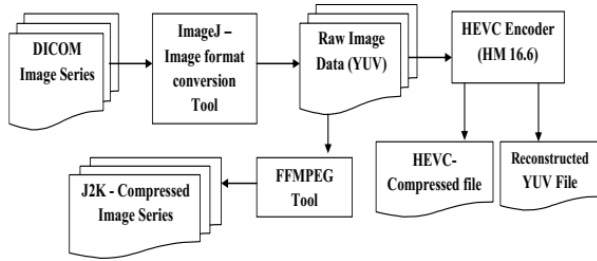 DICOM
Image Series
ImageJ –
Image format
conversion
Tool
Raw Image
Data (YUV)
HEVC Encoder
(HM 16.6)
J2K - Compressed
Image Series
FFMPEG
Tool
HEVC-
Compressed file
Reconstructed
YUV File